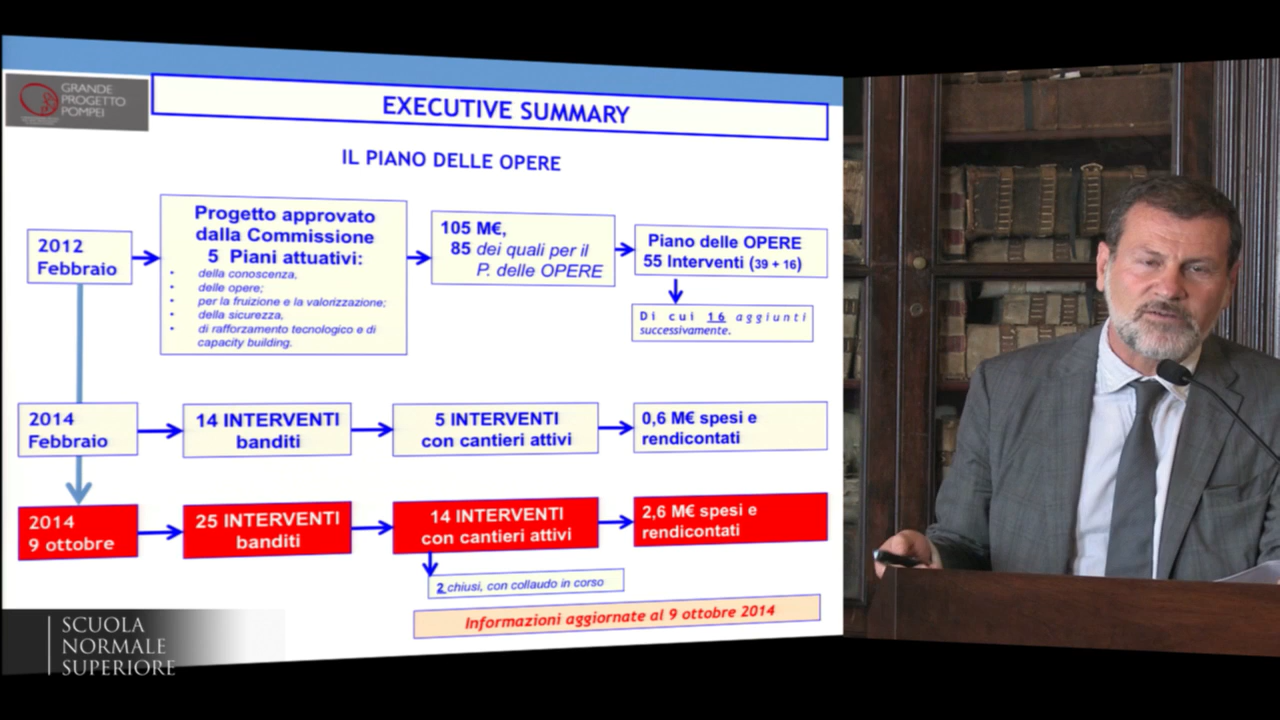 GRANDE
PROGETTO
POMPEI
EXECUTIVE SUMMARY
IL PIANO DELLE OPERE
2012
Febbraio
Progetto approvato
dalla Commissione
5 Piani attuativi:
• della conoscenza,
• delle opere;
• per la fruizione e la valorizzazione;
• della sicurezza,
• di rafforzamento tecnologico e di
capacity building.
105 M€,
85 dei quali per il
P. delle OPERE
Piano delle OPERE
55 Interventi (39 + 16)
Di cui 16 aggiunti
successivamente.
2014
Febbraio
14 INTERVENTI
banditi
5 INTERVENTI
con cantieri attivi
0,6 M€ spesi e
rendicontati
2014
9 ottobre
25 INTERVENTI
banditi
14 INTERVENTI
con cantieri attivi
2,6 M€ spesi e
rendicontati
2 chiusi, con collaudo in corso
Informazioni aggiornate al 9 ottobre 2014
SCUOLA
NORMALE
SUPERIORE